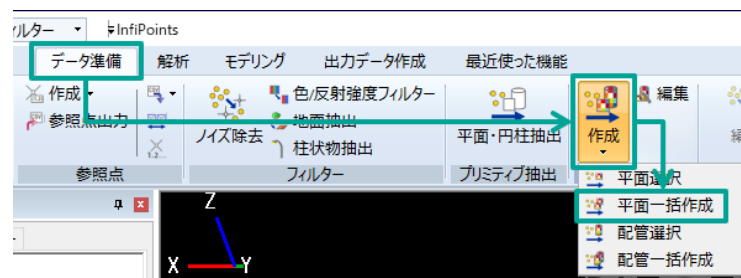 ィルター InfiPoints
データ準備 解析 モデリング 出力データ作成 最近使った機能
作成 色/反射強度フィルター 編集
参照点出力 ノイズ除去 地面抽出 平面・円柱抽出 作成
1,2... 柱状物抽出
参照点 フィルター プリミティブ抽出
平面選択
平面一括作成
配管選択
配管一括作成
Z
X Y